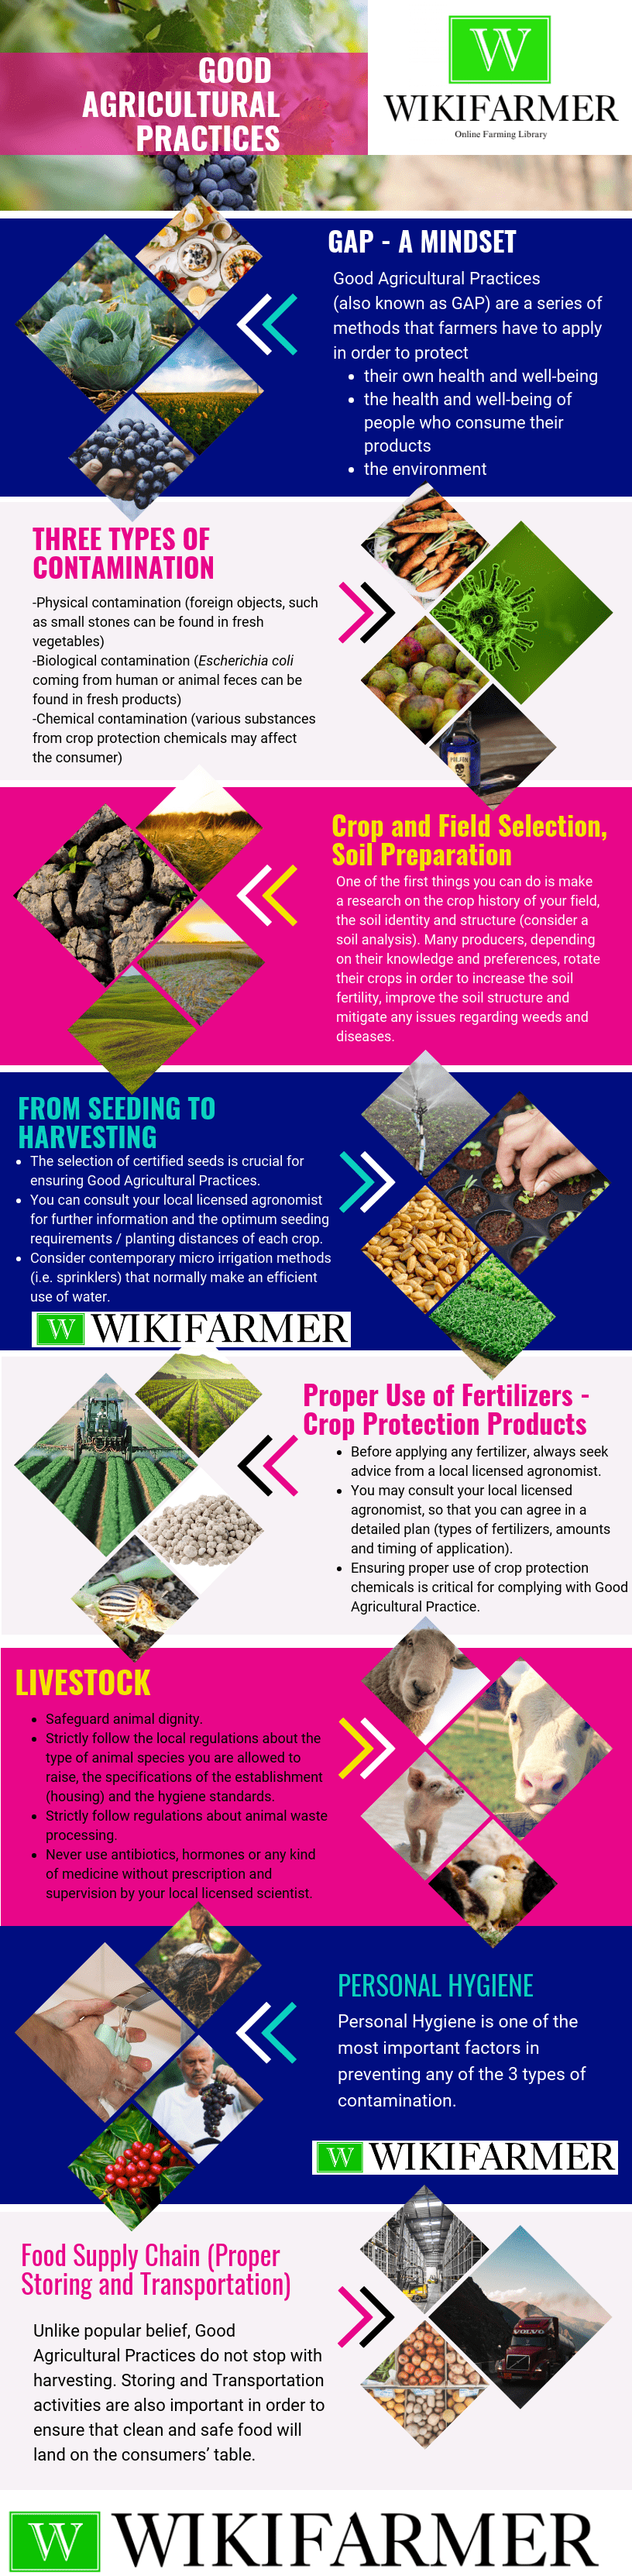 GOOD
AGRICULTURAL
PRACTICES
W
WIKIFARMER
Online Farming Library
GAP - A MINDSET
Good Agricultural Practices
(also known as GAP) are a series of
methods that farmers have to apply
in order to protect
• their own health and well-being
• the health and well-being of
people who consume their
products
• the environment
THREE TYPES OF
CONTAMINATION
-Physical contamination (foreign objects, such
as small stones can be found in fresh
vegetables)
-Biological contamination (Escherichia coli
coming from human or animal feces can be
found in fresh products)
-Chemical contamination (various substances
from crop protection chemicals may affect
the consumer)
Crop and Field Selection,
Soil Preparation
One of the first things you can do is make
a research on the crop history of your field,
the soil identity and structure (consider a
soil analysis). Many producers, depending
on their knowledge and preferences, rotate
their crops in order to increase the soil
fertility, improve the soil structure and
mitigate any issues regarding weeds and
diseases.
FROM SEEDING TO
HARVESTING
• The selection of certified seeds is crucial for
ensuring Good Agricultural Practices.
• You can consult your local licensed agronomist
for further information and the optimum seeding
requirements / planting distances of each crop.
• Consider contemporary micro irrigation methods
(i.e. sprinklers) that normally make an efficient
use of water.
W WIKIFARMER
Proper Use of Fertilizers -
Crop Protection Products
• Before applying any fertilizer, always seek
advice from a local licensed agronomist.
• You may consult your local licensed
agronomist, so that you can agree in a
detailed plan (types of fertilizers, amounts
and timing of application).
• Ensuring proper use of crop protection
chemicals is critical for complying with Good
Agricultural Practice.
LIVESTOCK
• Safeguard animal dignity.
• Strictly follow the local regulations about the
type of animal species you are allowed to
raise, the specifications of the establishment
(housing) and the hygiene standards.
• Strictly follow regulations about animal waste
processing.
• Never use antibiotics, hormones or any kind
of medicine without prescription and
supervision by your local licensed scientist.
PERSONAL HYGIENE
Personal Hygiene is one of the
most important factors in
preventing any of the 3 types of
contamination.
W WIKIFARMER
Food Supply Chain (Proper
Storing and Transportation)
VOLVO
Unlike popular belief, Good
Agricultural Practices do not stop with
harvesting. Storing and Transportation
activities are also important in order to
ensure that clean and safe food will
land on the consumers’ table.
W WIKIFARMER